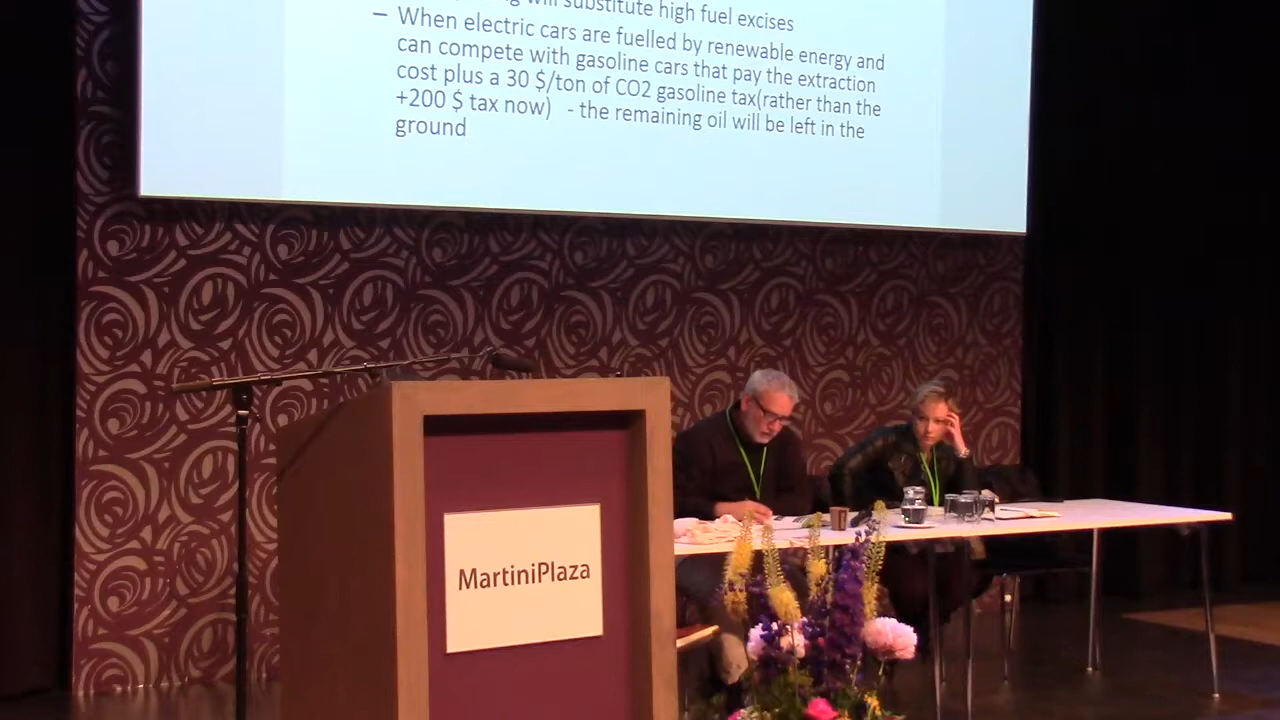 will substitute high fuel excises
– When electric cars are fuelled by renewable energy and
can compete with gasoline cars that pay the extraction
cost plus a 30 $/ton of CO2 gasoline tax(rather than the
+200 $ tax now) - the remaining oil will be left in the
ground
MartiniPlaza